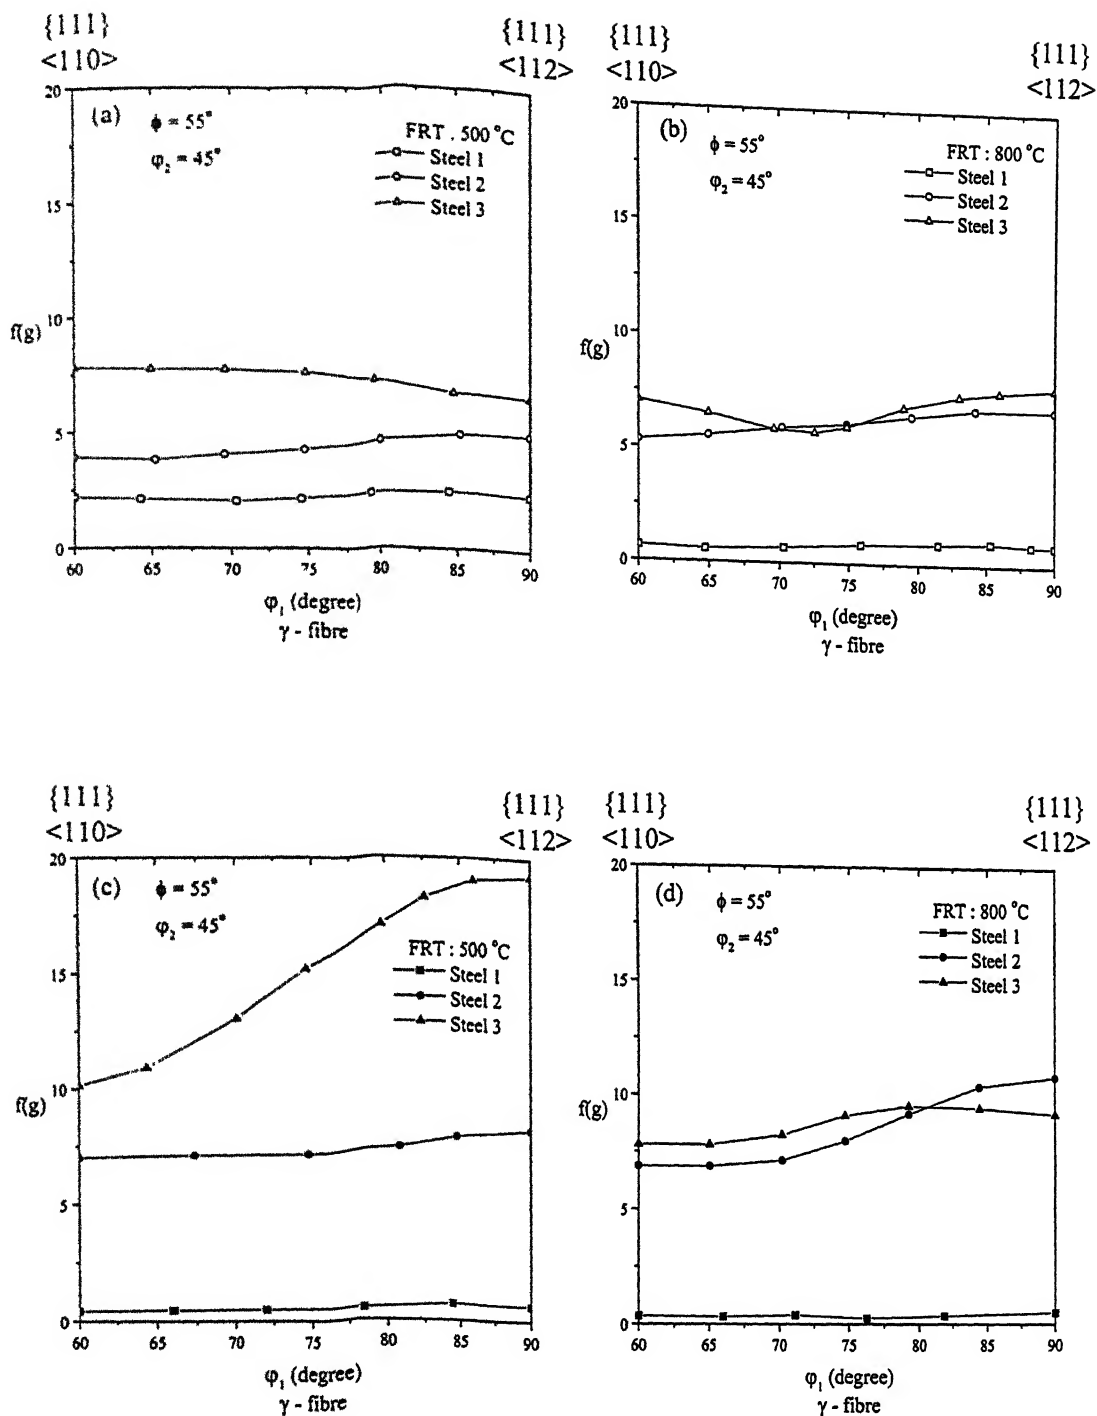 {111}
<110>
{111}
<112>
(a)
ϕ = 55°
φ₂ = 45°
FRT . 500 °C
Steel 1
Steel 2
Steel 3
20
15
10
5
0
f(g)
60 65 70 75 80 85 90
φ₁ (degree)
γ - fibre
{111}
<110>
{111}
<112>
(b)
ϕ = 55°
φ₂ = 45°
FRT : 800 °C
Steel 1
Steel 2
Steel 3
20
15
10
5
0
f(g)
60 65 70 75 80 85 90
φ₁ (degree)
γ - fibre
{111}
<110>
{111}
<112>
(c)
ϕ = 55°
φ₂ = 45°
FRT : 500 °C
Steel 1
Steel 2
Steel 3
20
15
10
5
0
f(g)
60 65 70 75 80 85 90
φ₁ (degree)
γ - fibre
{111}
<110>
{111}
<112>
(d)
ϕ = 55°
φ₂ = 45°
FRT : 800 °C
Steel 1
Steel 2
Steel 3
20
15
10
5
0
f(g)
60 65 70 75 80 85 90
φ₁ (degree)
γ - fibre